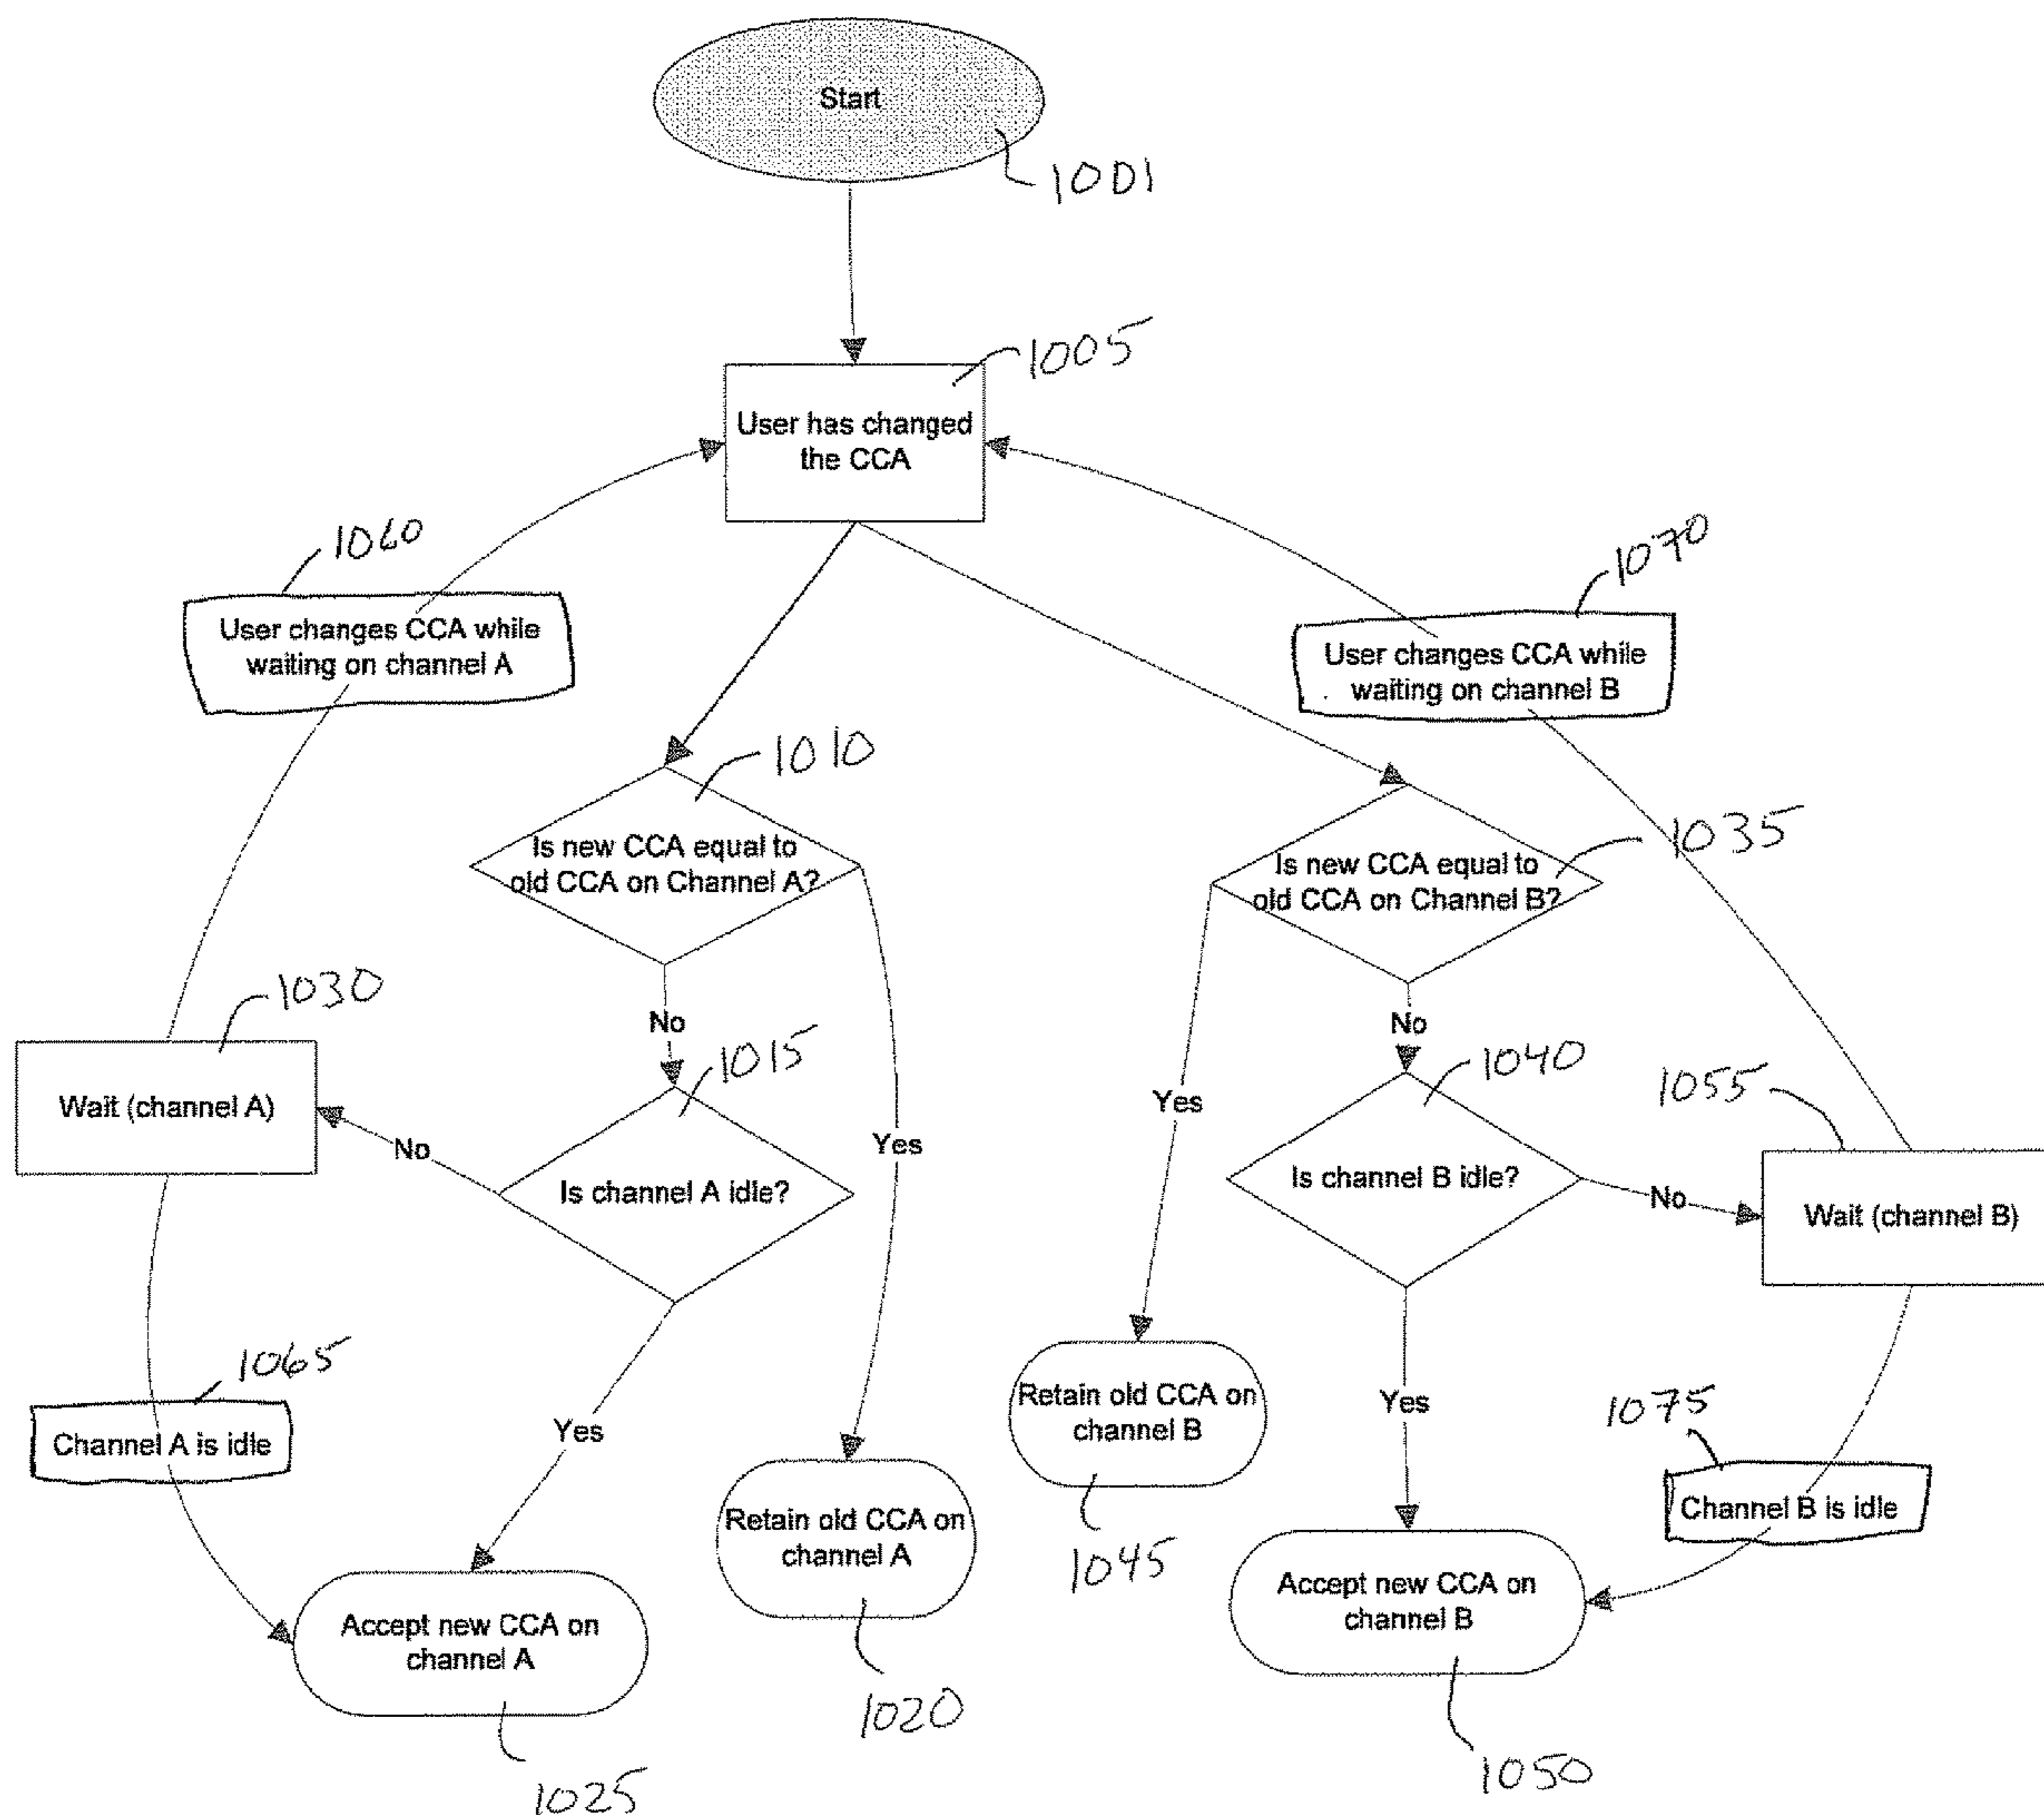 Start
1001
1005
User has changed
the CCA
1060
User changes CCA while
waiting on channel A
1070
User changes CCA while
waiting on channel B
1010
Is new CCA equal to
old CCA on Channel A?
1035
Is new CCA equal to
old CCA on Channel B?
1030
Wait (channel A)
No
1015
Is channel A idle?
No
Yes
Yes
No
1040
Is channel B idle?
1055
Wait (channel B)
No
1065
Channel A is idle
Yes
Retain old CCA on
channel A
1020
Accept new CCA on
channel A
1025
Retain old CCA on
channel B
1045
Yes
1075
Channel B is idle
Accept new CCA on
channel B
1050